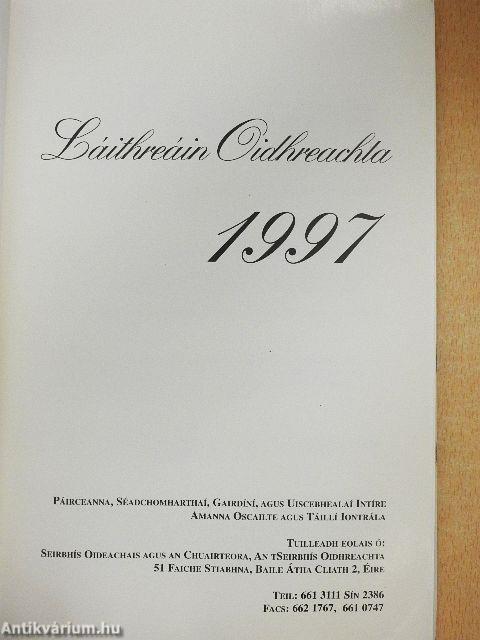 Láithreáin Oidhreachta
1997
Páirceanna, Séadchomharthaí, Gairdíní, agus Uiscebhealaí Intíre
Amanna Oscailte agus Táillí Iontrála
Tuilleadh eolais ó:
Seirbhís Oideachais agus an Chuairteora, An tSeirbhís Oidhreachta
51 Faiche Stiabhna, Baile Átha Cliath 2, Éire
Teil: 661 3111 Sín 2386
Facs: 662 1767, 661 0747
Antikvárium.hu